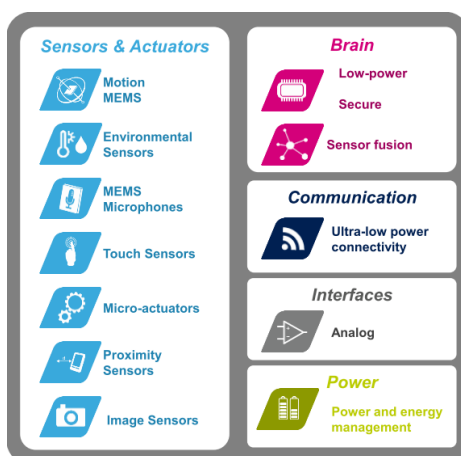 Sensors & Actuators
Motion
MEMS
Environmental
Sensors
MEMS
Microphones
Touch Sensors
Micro-actuators
Proximity
Sensors
Image Sensors
Brain
Low-power
Secure
Sensor fusion
Communication
Ultra-low power
connectivity
Interfaces
Analog
Power
Power and energy
management